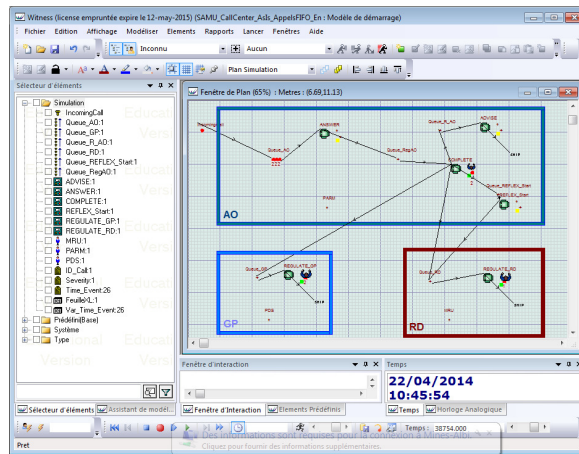 Witness (license empruntée expire le 12-may-2015) (SAMU_CallCenter_Asls_AppelsFIFO_En : Modèle de démarrage)
Fichier Edition Affichage Modéliser Elements Rapports Lancer Fenêtres Aide
Inconnu Aucun
Plan Simulation
Sélecteur d'éléments
Simulation
IncomingCall
Queue_AO:1
Queue_GP:1
Queue_R_AO:1
Queue_RD:1
Queue_REFLEX_Start:1
Queue_RegAO:1
ADVISE:1
ANSWER:1
COMPLETE:1
REFLEX_Start:1
REGULATE_GP:1
REGULATE_RD:1
MRU:1
PARM:1
PDS:1
ID_Call:1
Severity:1
Time_Event:26
FeuilleXL:1
Var_Time_Event:26
Prédéfini(Base)
Système
Type
Sélecteur d'éléments Assistant de modèl...
Fenêtre de Plan (65%) : Metres : (6.69,11.13)
IncomingCall
ANSWER
Queue_AO
Queue_RegAO
Queue_R_AO
ADVISE
SHIP
COMPLETE
2
Queue_REFLEX_Start
REFLEX_Start
PARM
AO
Queue_GP
REGULATE_GP
SHIP
PDS
GP
Queue_RD
REGULATE_RD
SHIP
MRU
RD
Fenêtre d'interaction
Fenêtre d'Interaction Elements Prédéfinis
Temps
22/04/2014
10:45:54
Temps Horloge Analogique
Temps : 38754.000
Des informations sont requises pour la connexion à Mines-Albi.
Cliquez pour fournir des informations supplémentaires.
Pret